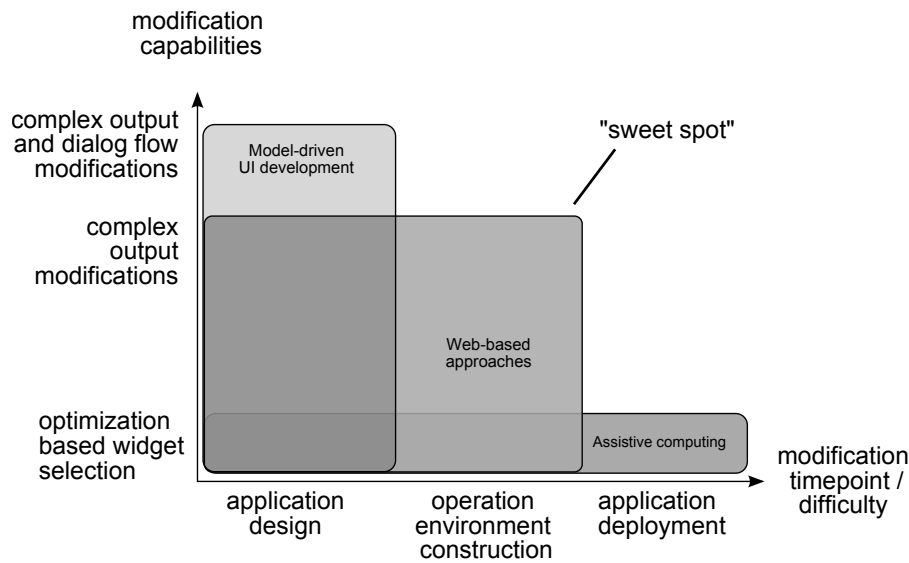 modification
capabilities
complex output
and dialog flow
modifications
Model-driven
UI development
"sweet spot"
complex
output
modifications
Web-based
approaches
optimization
based widget
selection
Assistive computing
modification
timepoint /
difficulty
application
design
operation
environment
construction
application
deployment